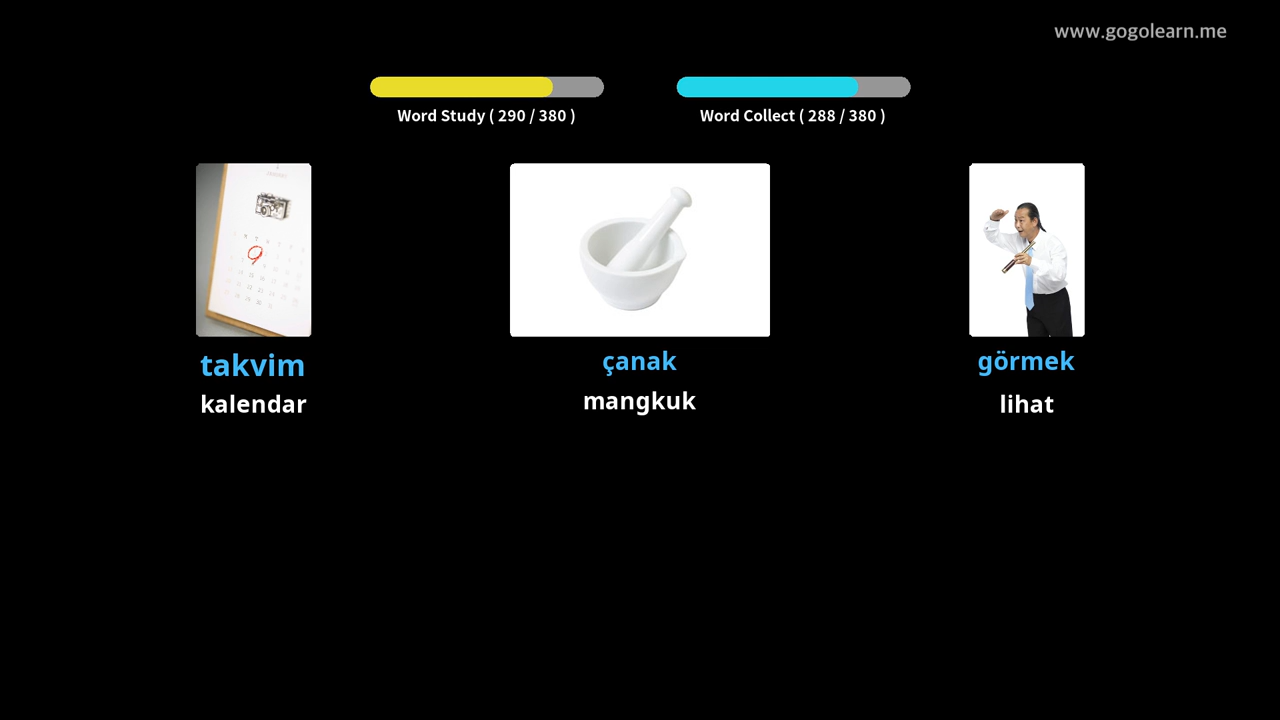 www.gogolearn.me
Word Study ( 290 / 380 )
Word Collect ( 288 / 380 )
takvim
kalendar
çanak
mangkuk
görmek
lihat